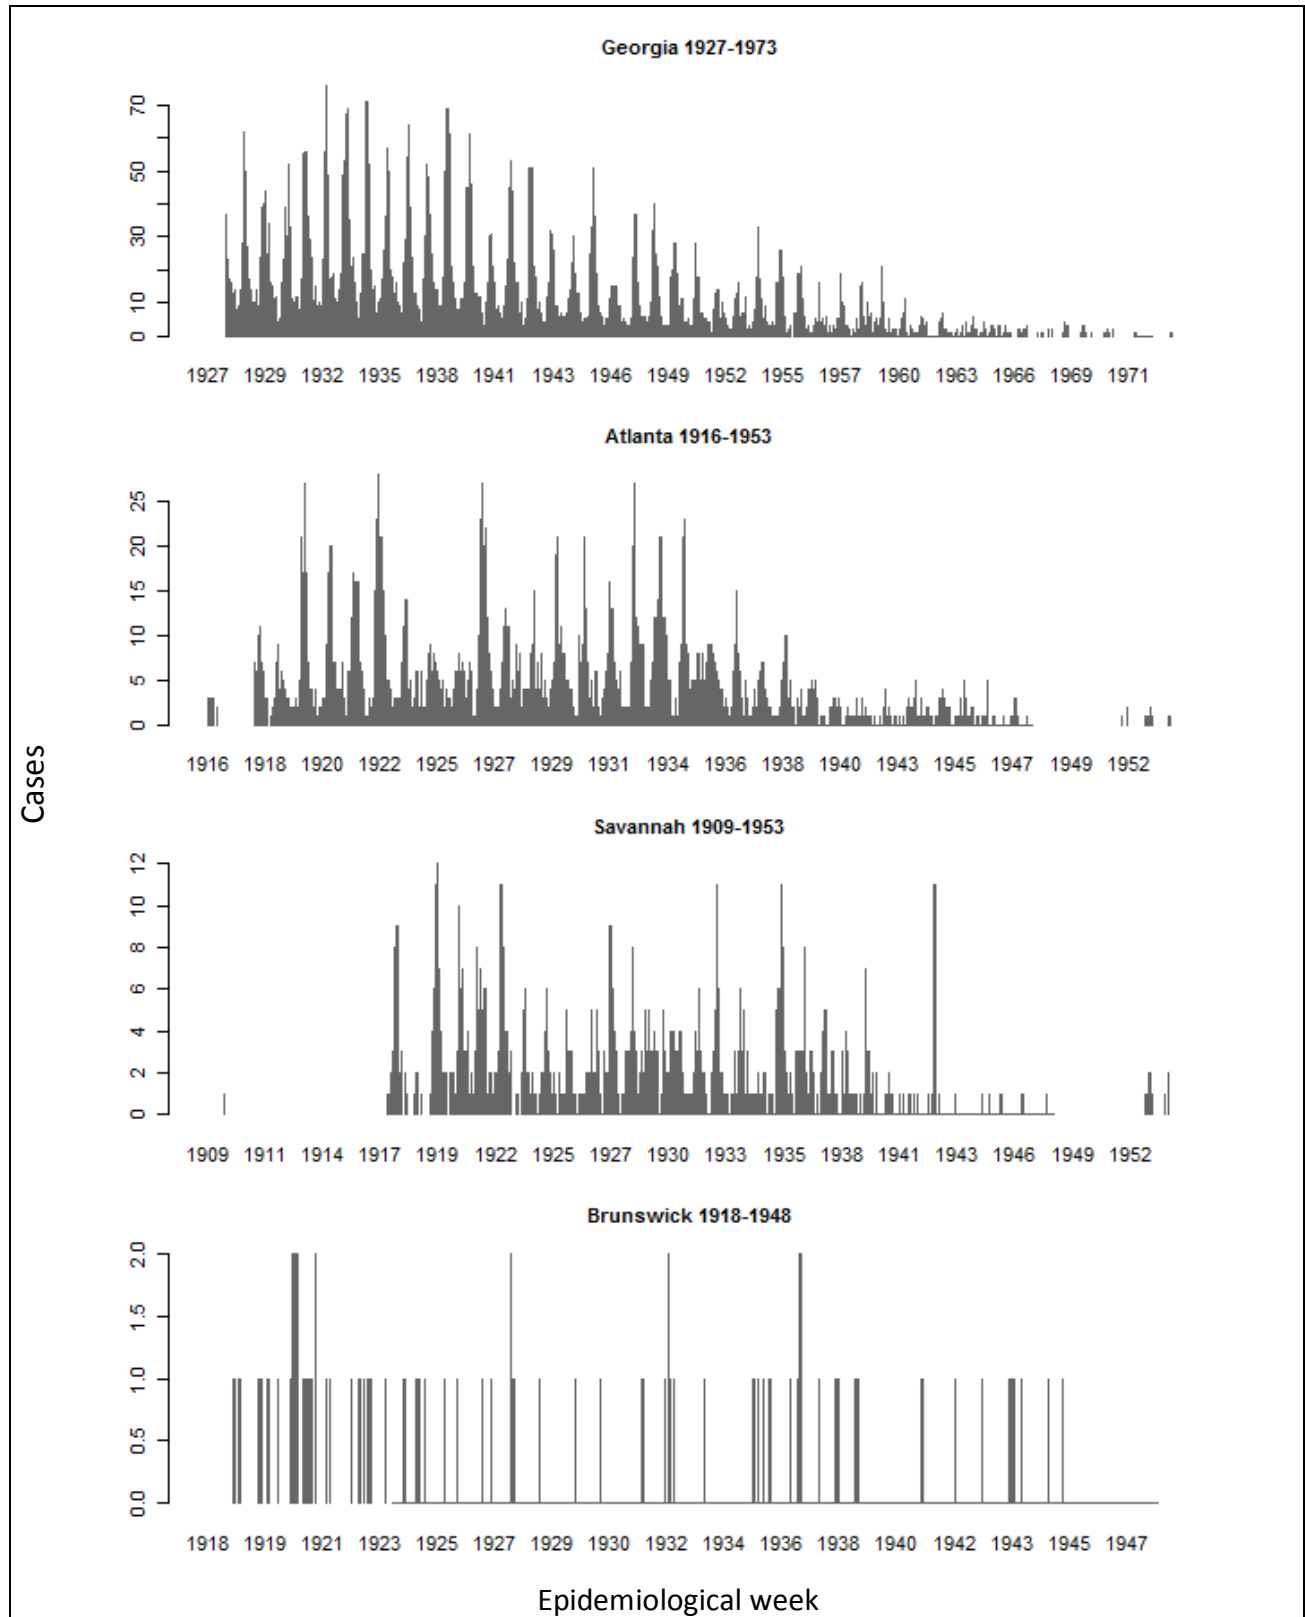 Georgia 1927-1973
70
50
30
10
0
1927 1929 1932 1935 1938 1941 1943 1946 1949 1952 1955 1957 1960 1963 1966 1969 1971
Atlanta 1916-1953
25
20
15
10
5
0
1916 1918 1920 1922 1925 1927 1929 1931 1934 1936 1938 1940 1943 1945 1947 1949 1952
Cases
Savannah 1909-1953
12
10
8
6
4
2
0
1909 1911 1914 1917 1919 1922 1925 1927 1930 1933 1935 1938 1941 1943 1946 1949 1952
Brunswick 1918-1948
2.0
1.5
1.0
0.5
0.0
1918 1919 1921 1923 1925 1927 1929 1930 1932 1934 1936 1938 1940 1942 1943 1945 1947
Epidemiological week